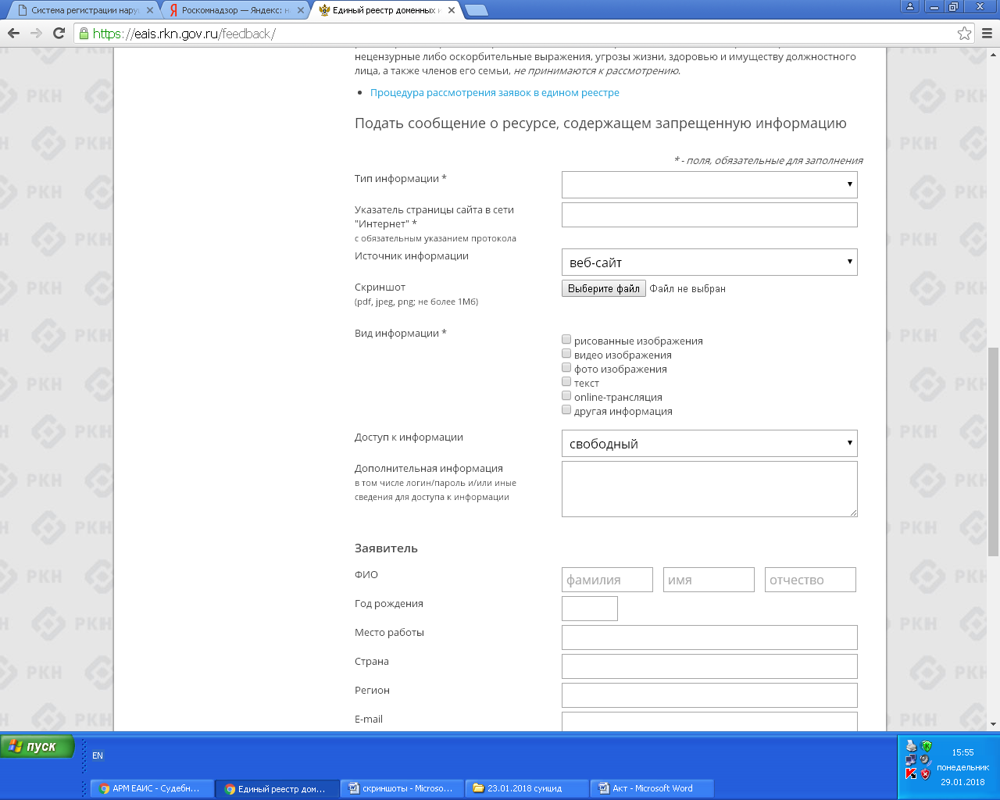 Система регистрации нару
Роскомнадзор — Яндекс: н
Единый реестр доменных и
https://eais.rkn.gov.ru/feedback/
нецензурные либо оскорбительные выражения, угрозы жизни, здоровью и имуществу должностного
лица, а также членов его семьи, не принимаются к рассмотрению.
Процедура рассмотрения заявок в едином реестре
Подать сообщение о ресурсе, содержащем запрещенную информацию
* - поля, обязательные для заполнения
Тип информации *
Указатель страницы сайта в сети
"Интернет" *
с обязательным указанием протокола
Источник информации
веб-сайт
Скриншот
(pdf, jpeg, png; не более 1Мб)
Выберите файл Файл не выбран
Вид информации *
рисованные изображения
видео изображения
фото изображения
текст
online-трансляция
другая информация
Доступ к информации
свободный
Дополнительная информация
в том числе логин/пароль и/или иные
сведения для доступа к информации
Заявитель
ФИО
фамилия имя отчество
Год рождения
Место работы
Страна
Регион
E-mail
РКН
пуск
EN
АРМ ЕАИС - Судебн...
Единый реестр дом...
скриншоты - Microso...
23.01.2018 суицид
Акт - Microsoft Word
15:55
понедельник
29.01.2018